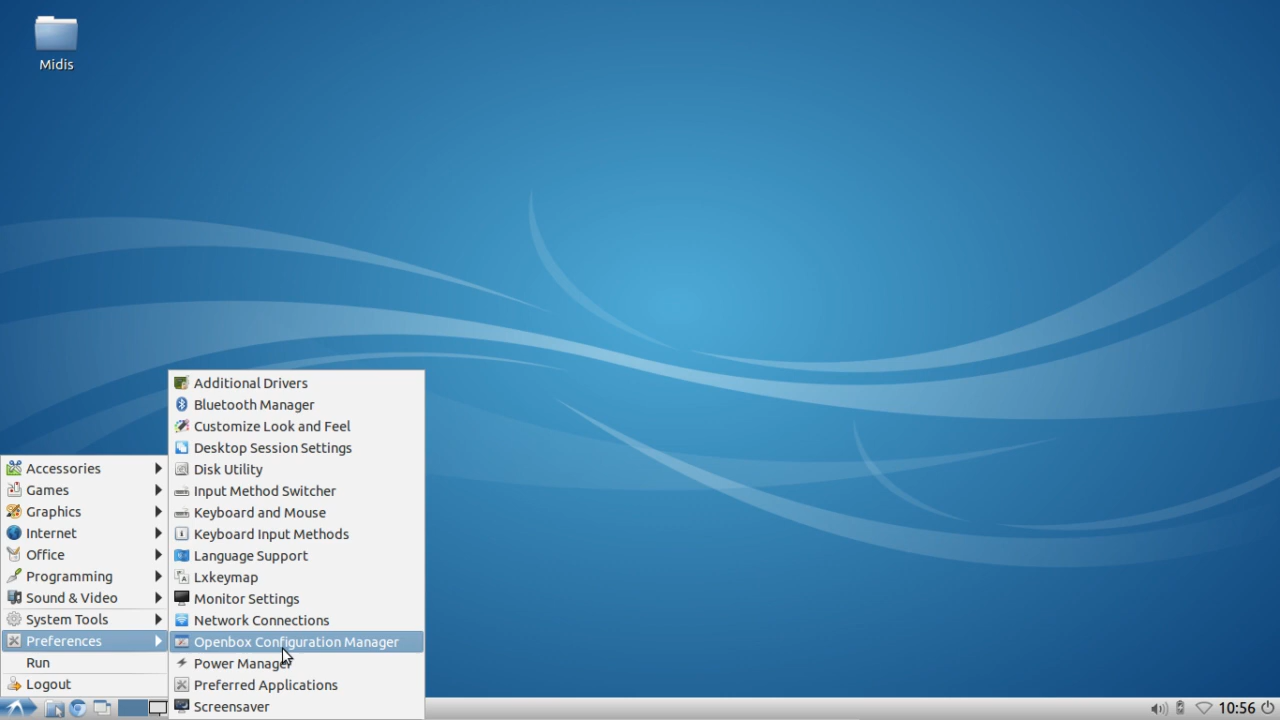 Midis
Additional Drivers
Bluetooth Manager
Customize Look and Feel
Desktop Session Settings
Disk Utility
Input Method Switcher
Keyboard and Mouse
Keyboard Input Methods
Language Support
Lxkeymap
Monitor Settings
Network Connections
Openbox Configuration Manager
Power Manager
Preferred Applications
Screensaver
Accessories
Games
Graphics
Internet
Office
Programming
Sound & Video
System Tools
Preferences
Run
Logout
10:56